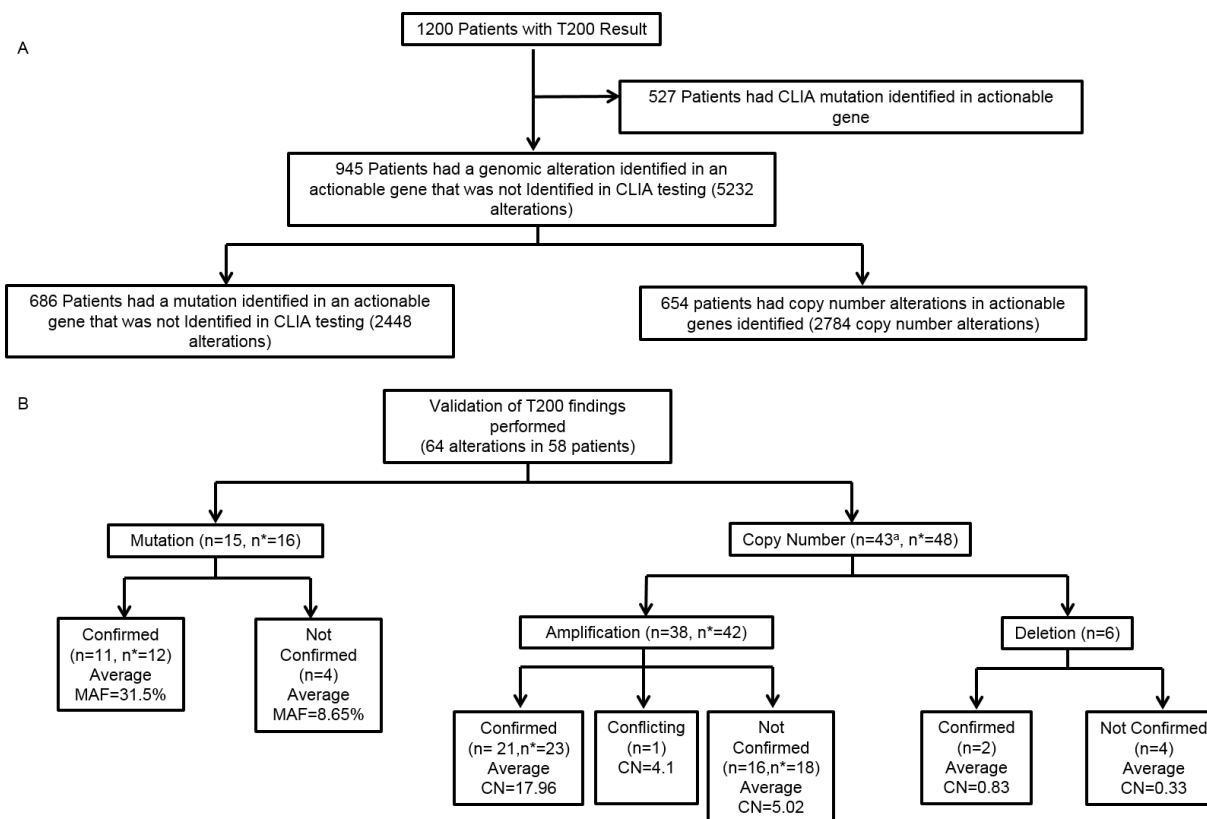 1200 Patients with T200 Result
A
527 Patients had CLIA mutation identified in actionable
gene
945 Patients had a genomic alteration identified in an
actionable gene that was not Identified in CLIA testing (5232
alterations)
686 Patients had a mutation identified in an actionable
gene that was not Identified in CLIA testing (2448
alterations)
654 patients had copy number alterations in actionable
genes identified (2784 copy number alterations)
B
Validation of T200 findings
performed
(64 alterations in 58 patients)
Mutation (n=15, n*=16)
Copy Number (n=43ᵃ, n*=48)
Confirmed
(n=11, n*=12)
Average
MAF=31.5%
Not
Confirmed
(n=4)
Average
MAF=8.65%
Amplification (n=38, n*=42)
Deletion (n=6)
Confirmed
(n= 21,n*=23)
Average
CN=17.96
Conflicting
(n=1)
CN=4.1
Not
Confirmed
(n=16,n*=18)
Average
CN=5.02
Confirmed
(n=2)
Average
CN=0.83
Not Confirmed
(n=4)
Average
CN=0.33